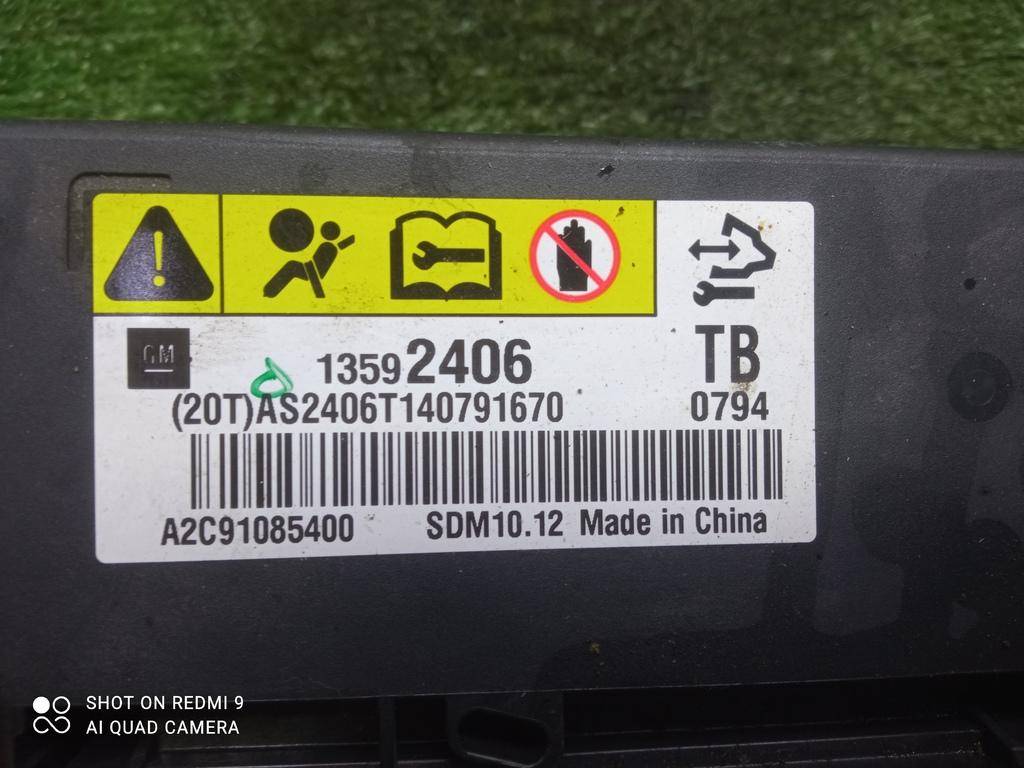 GM
13592406
TB
(20T)AS2406T140791670
0794
A2C91085400
SDM10.12 Made in China
SHOT ON REDMI 9
AI QUAD CAMERA